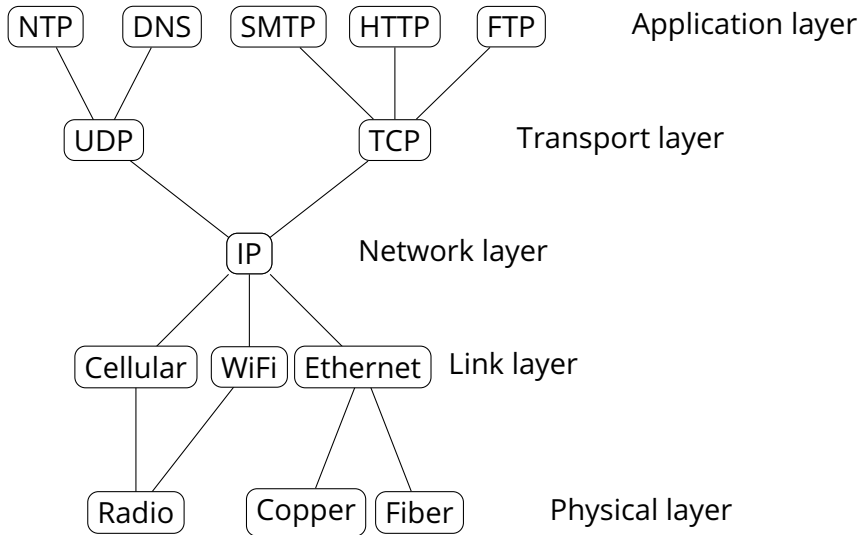 NTP DNS SMTP HTTP FTP Application layer
UDP TCP Transport layer
IP Network layer
Cellular WiFi Ethernet Link layer
Radio Copper Fiber Physical layer